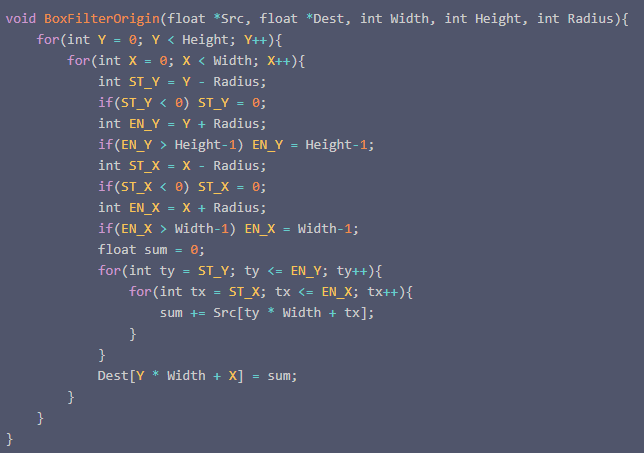 void BoxFilterOrigin(float *Src, float *Dest, int Width, int Height, int Radius){
    for(int Y = 0; Y < Height; Y++){
        for(int X = 0; X < Width; X++){
            int ST_Y = Y - Radius;
            if(ST_Y < 0) ST_Y = 0;
            int EN_Y = Y + Radius;
            if(EN_Y > Height-1) EN_Y = Height-1;
            int ST_X = X - Radius;
            if(ST_X < 0) ST_X = 0;
            int EN_X = X + Radius;
            if(EN_X > Width-1) EN_X = Width-1;
            float sum = 0;
            for(int ty = ST_Y; ty <= EN_Y; ty++){
                for(int tx = ST_X; tx <= EN_X; tx++){
                    sum += Src[ty * Width + tx];
                }
            }
            Dest[Y * Width + X] = sum;
        }
    }
}